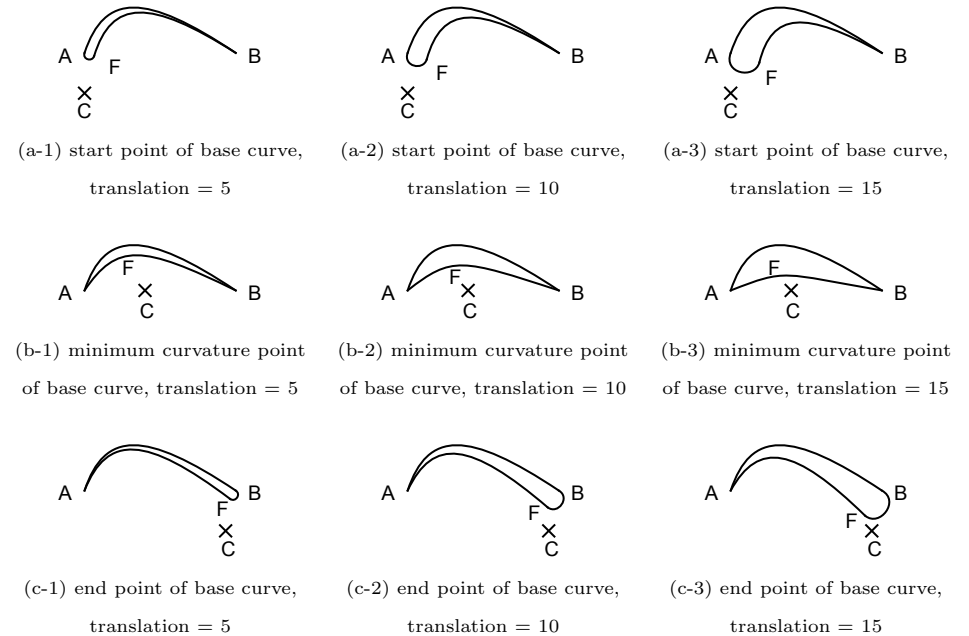 A F B A F B A F B
C C C
(a-1) start point of base curve, (a-2) start point of base curve, (a-3) start point of base curve,
translation = 5 translation = 10 translation = 15
F F F
A B A B A B
C C C
(b-1) minimum curvature point (b-2) minimum curvature point (b-3) minimum curvature point
of base curve, translation = 5 of base curve, translation = 10 of base curve, translation = 15
A B A B A B
F F F
C C C
(c-1) end point of base curve, (c-2) end point of base curve, (c-3) end point of base curve,
translation = 5 translation = 10 translation = 15